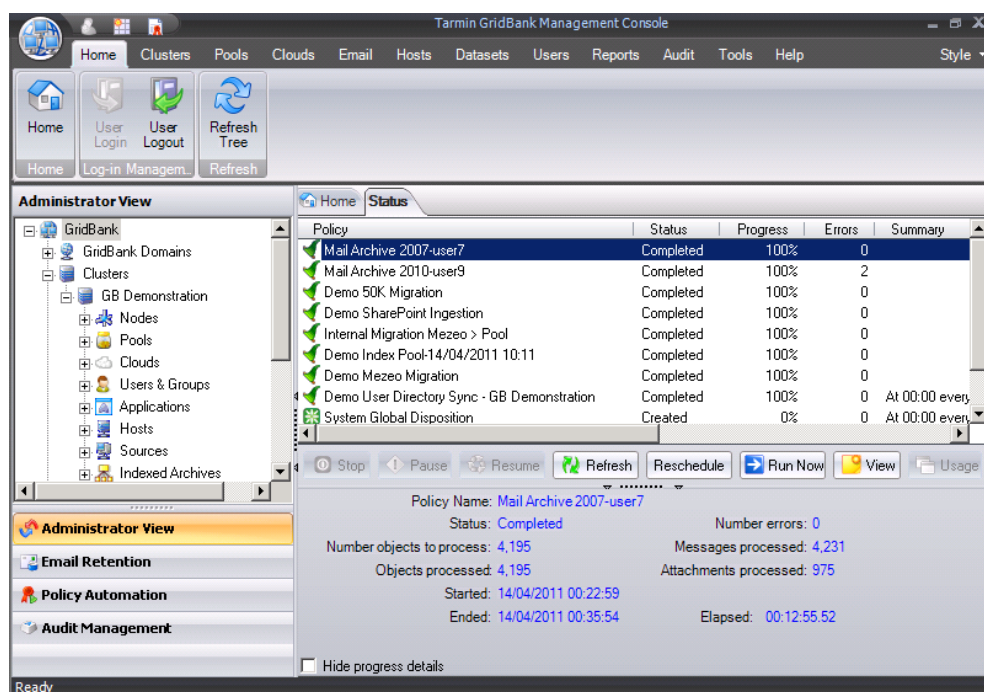 Tarmin GridBank Management Console
Home Clusters Pools Clouds Email Hosts Datasets Users Reports Audit Tools Help Style
Home User Login User Logout Refresh Tree
Home Log-in Managem... Refresh
Administrator View
GridBank
GridBank Domains
Clusters
GB Demonstration
Nodes
Pools
Clouds
Users & Groups
Applications
Hosts
Sources
Indexed Archives
Administrator View
Email Retention
Policy Automation
Audit Management
Home Status
Policy Status Progress Errors Summary
Mail Archive 2007-user7 Completed 100% 0
Mail Archive 2010-user9 Completed 100% 2
Demo 50K Migration Completed 100% 0
Demo SharePoint Ingestion Completed 100% 0
Internal Migration Mezeo > Pool Completed 100% 0
Demo Index Pool-14/04/2011 10:11 Completed 100% 0
Demo Mezeo Migration Completed 100% 0
Demo User Directory Sync - GB Demonstration Completed 100% 0 At 00:00 every
System Global Disposition Created 0% 0 At 00:00 every
Stop Pause Resume Refresh Reschedule Run Now View Usage
Policy Name: Mail Archive 2007-user7
Status: Completed Number errors: 0
Number objects to process: 4,195 Messages processed: 4,231
Objects processed: 4,195 Attachments processed: 975
Started: 14/04/2011 00:22:59
Ended: 14/04/2011 00:35:54 Elapsed: 00:12:55.52
Hide progress details
Ready